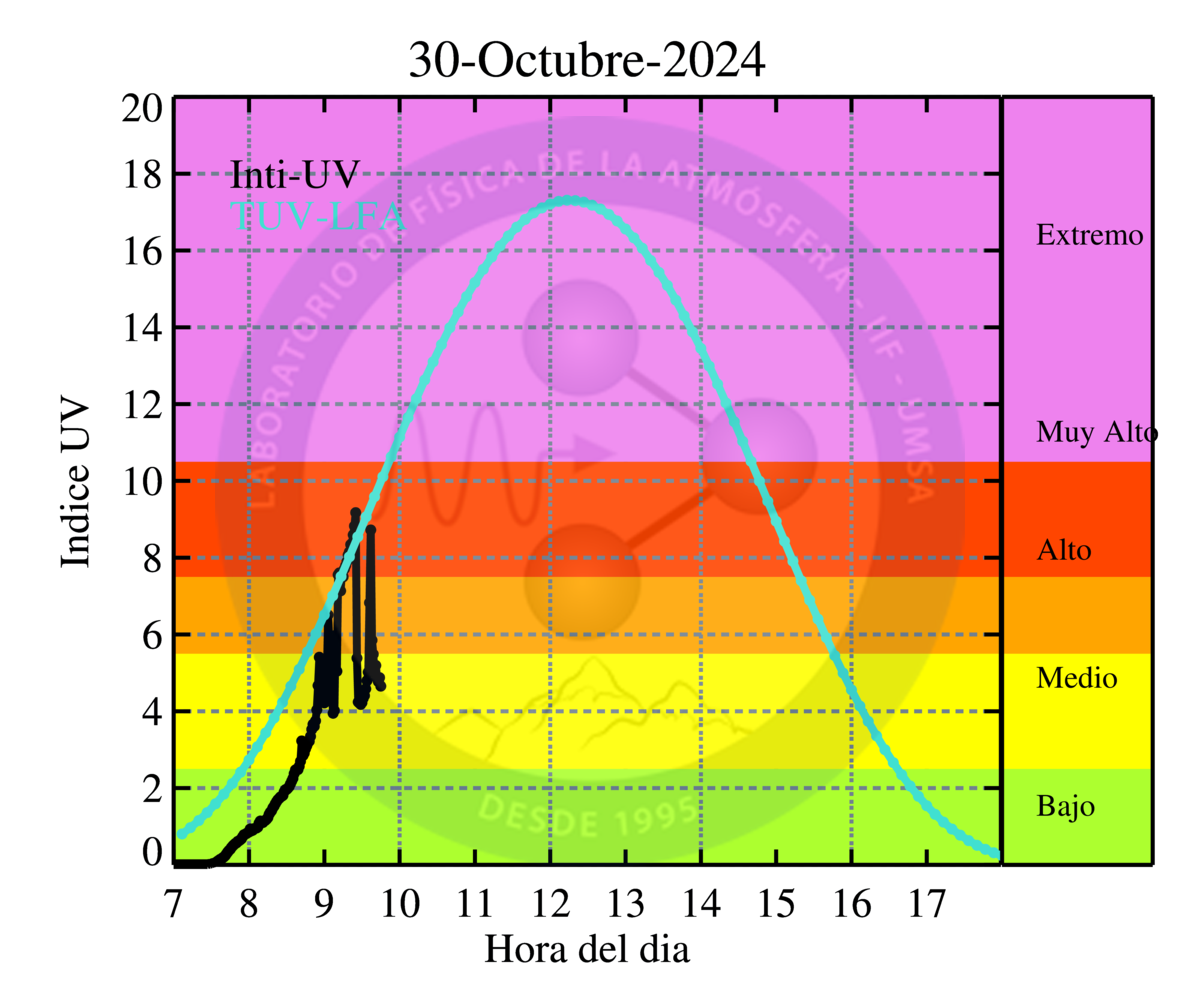 30-Octubre-2024
20
18
16
14
12
10
8
6
4
2
0
Indice UV
Inti-UV
TUV-LFA
LABORATORIO DE FÍSICA DE LA ATMÓSFERA - IIF - UMSA
DESDE 1995
Extremo
Muy Alto
Alto
Medio
Bajo
7 8 9 10 11 12 13 14 15 16 17
Hora del dia